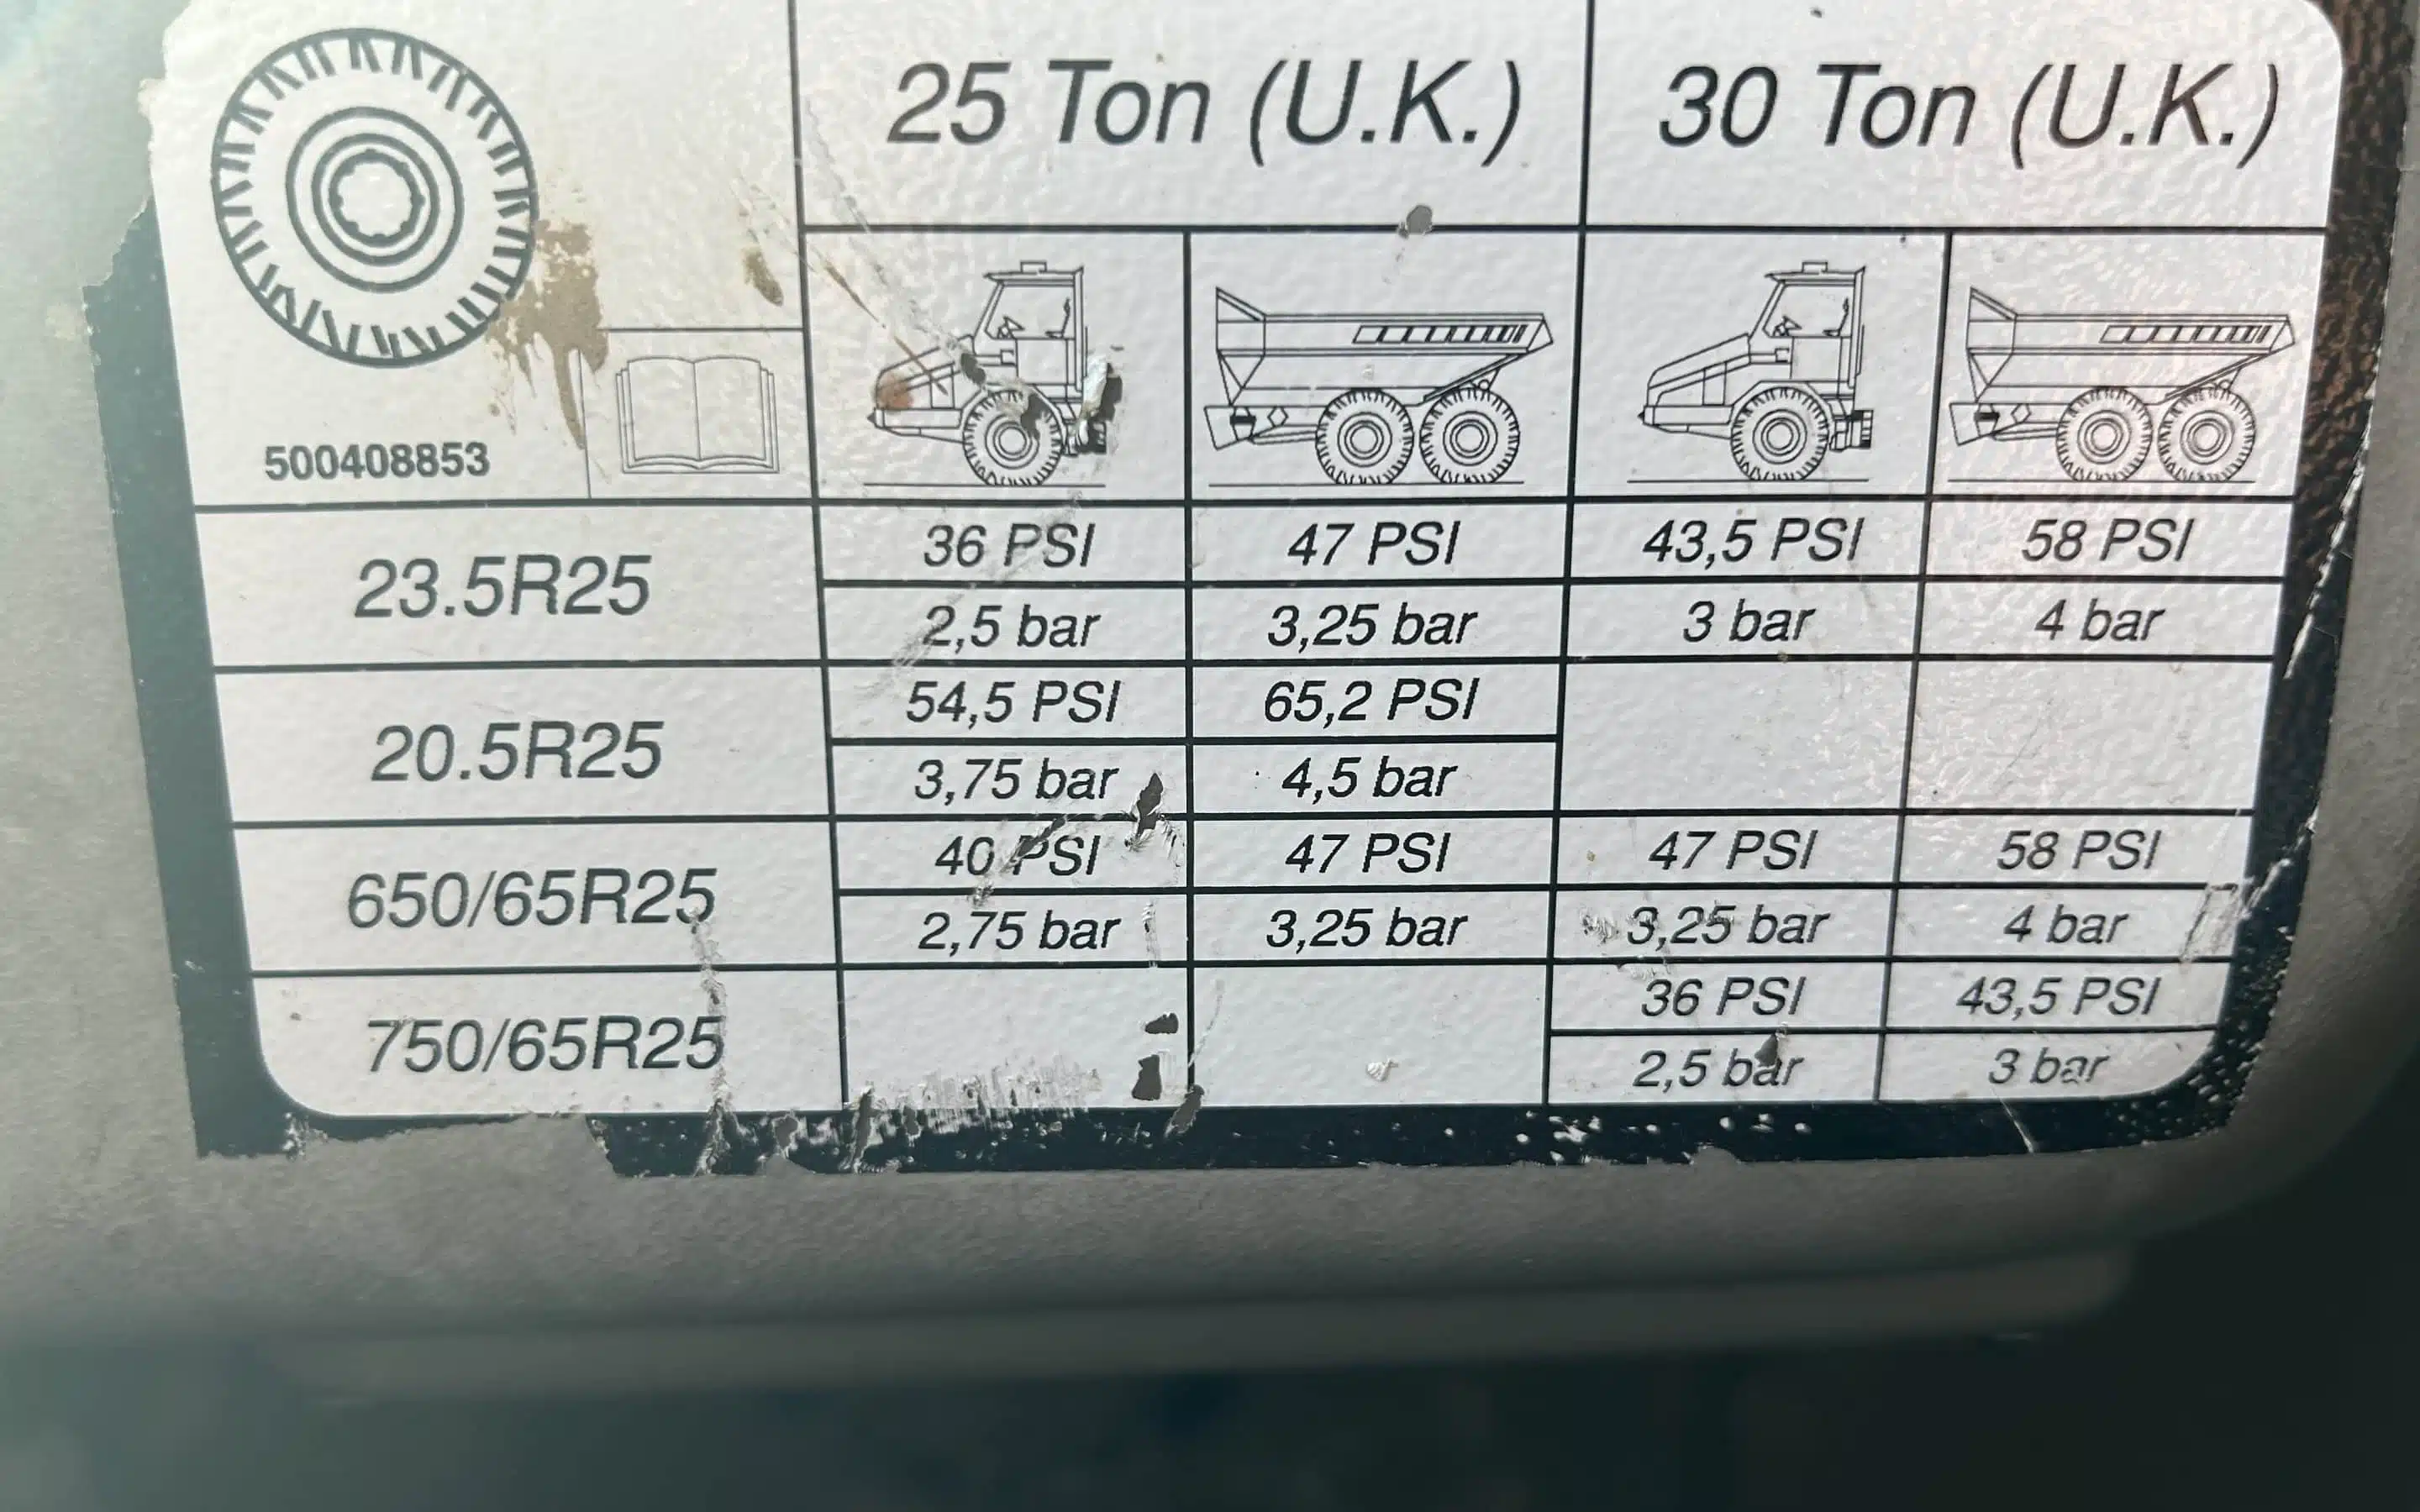 25 Ton (U.K.) 30 Ton (U.K.)
500408853
36 PSI 47 PSI 43,5 PSI 58 PSI
23.5R25
2,5 bar 3,25 bar 3 bar 4 bar
54,5 PSI 65,2 PSI
20.5R25
3,75 bar 4,5 bar
40 PSI 47 PSI 47 PSI 58 PSI
650/65R25
2,75 bar 3,25 bar 3,25 bar 4 bar
36 PSI 43,5 PSI
750/65R25
2,5 bar 3 bar